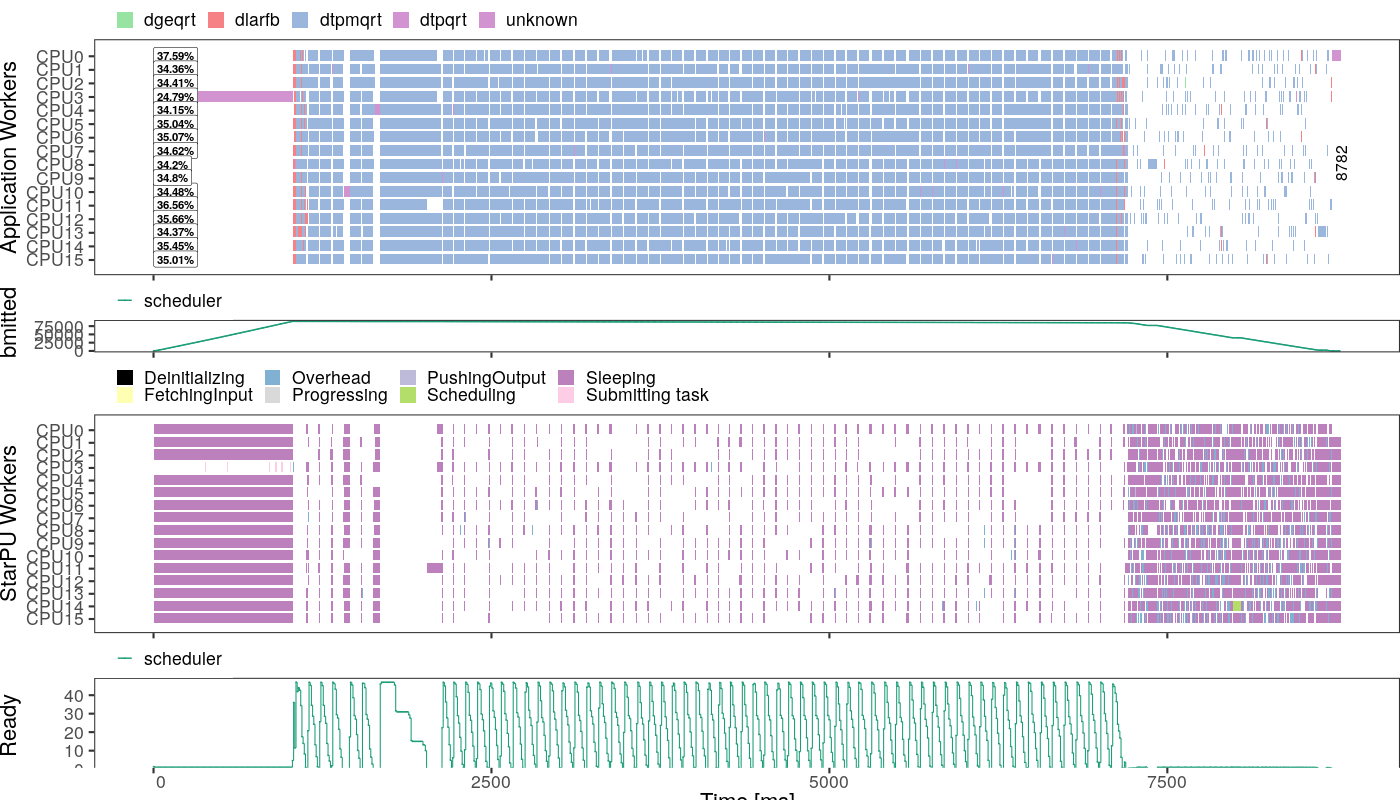 dgeqrt dlarfb dtpmqrt dtpqrt unknown
Application Workers
CPU0 37.59%
CPU1 34.36%
CPU2 34.41%
CPU3 24.79%
CPU4 34.15%
CPU5 35.04%
CPU6 35.07%
CPU7 34.62%
CPU8 34.2%
CPU9 34.8%
CPU10 34.48%
CPU11 36.56%
CPU12 35.66%
CPU13 34.37%
CPU14 35.45%
CPU15 35.01%
8782
scheduler
bmitted
75000
50000
25000
0
Deinitializing Overhead PushingOutput Sleeping
FetchingInput Progressing Scheduling Submitting task
StarPU Workers
CPU0
CPU1
CPU2
CPU3
CPU4
CPU5
CPU6
CPU7
CPU8
CPU9
CPU10
CPU11
CPU12
CPU13
CPU14
CPU15
scheduler
Ready
40
30
20
10
0
0 2500 5000 7500
Time [ms]